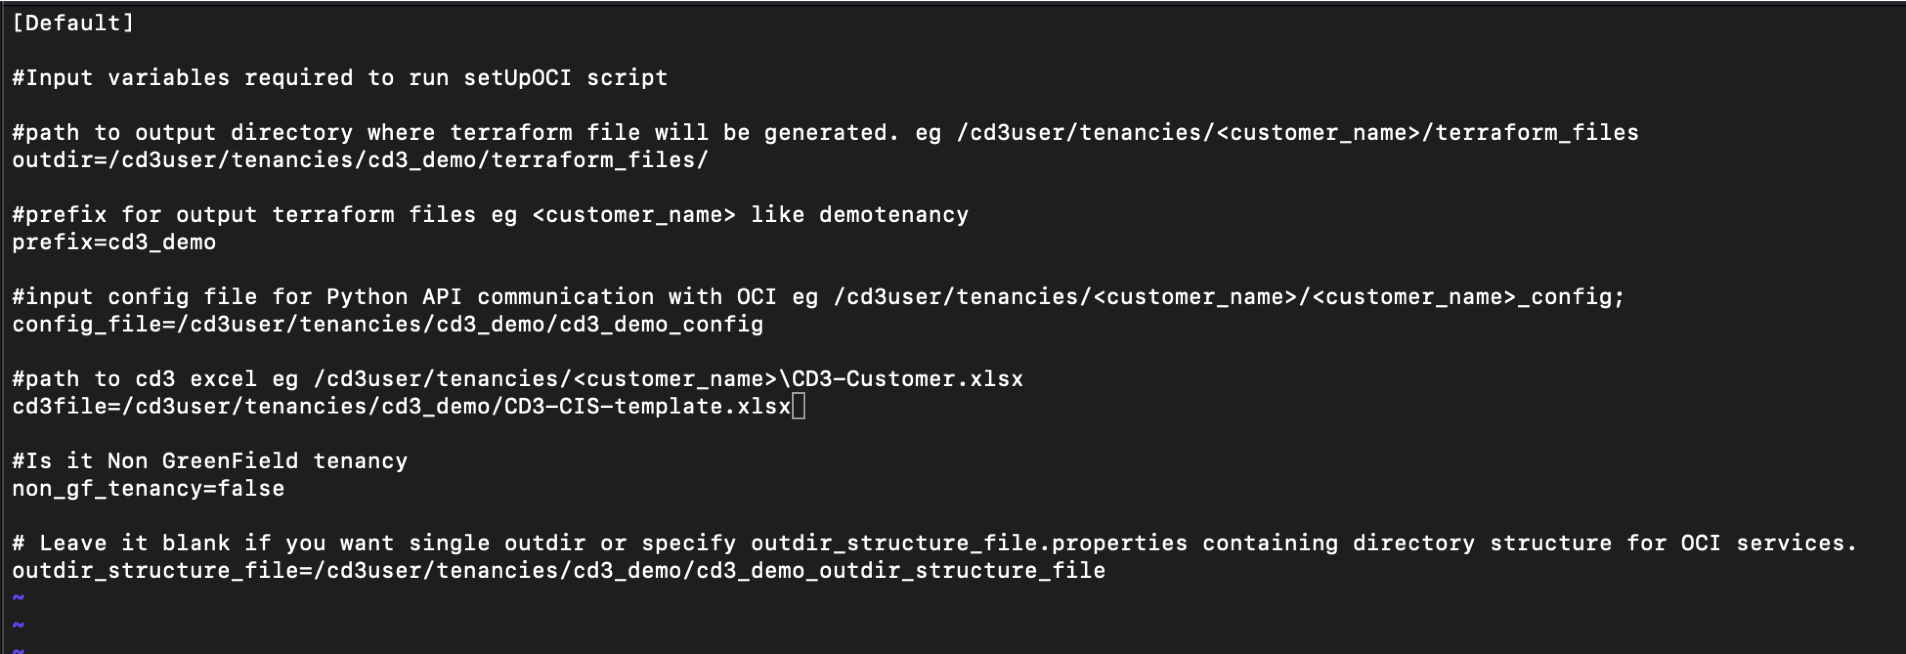 [Default]
#Input variables required to run setUpOCI script
#path to output directory where terraform file will be generated. eg /cd3user/tenancies/<customer_name>/terraform_files
outdir=/cd3user/tenancies/cd3_demo/terraform_files/
#prefix for output terraform files eg <customer_name> like demotenancy
prefix=cd3_demo
#input config file for Python API communication with OCI eg /cd3user/tenancies/<customer_name>/<customer_name>_config;
config_file=/cd3user/tenancies/cd3_demo/cd3_demo_config
#path to cd3 excel eg /cd3user/tenancies/<customer_name>\CD3-Customer.xlsx
cd3file=/cd3user/tenancies/cd3_demo/CD3-CIS-template.xlsx
#Is it Non GreenField tenancy
non_gf_tenancy=false
# Leave it blank if you want single outdir or specify outdir_structure_file.properties containing directory structure for OCI services.
outdir_structure_file=/cd3user/tenancies/cd3_demo/cd3_demo_outdir_structure_file
~
~
~